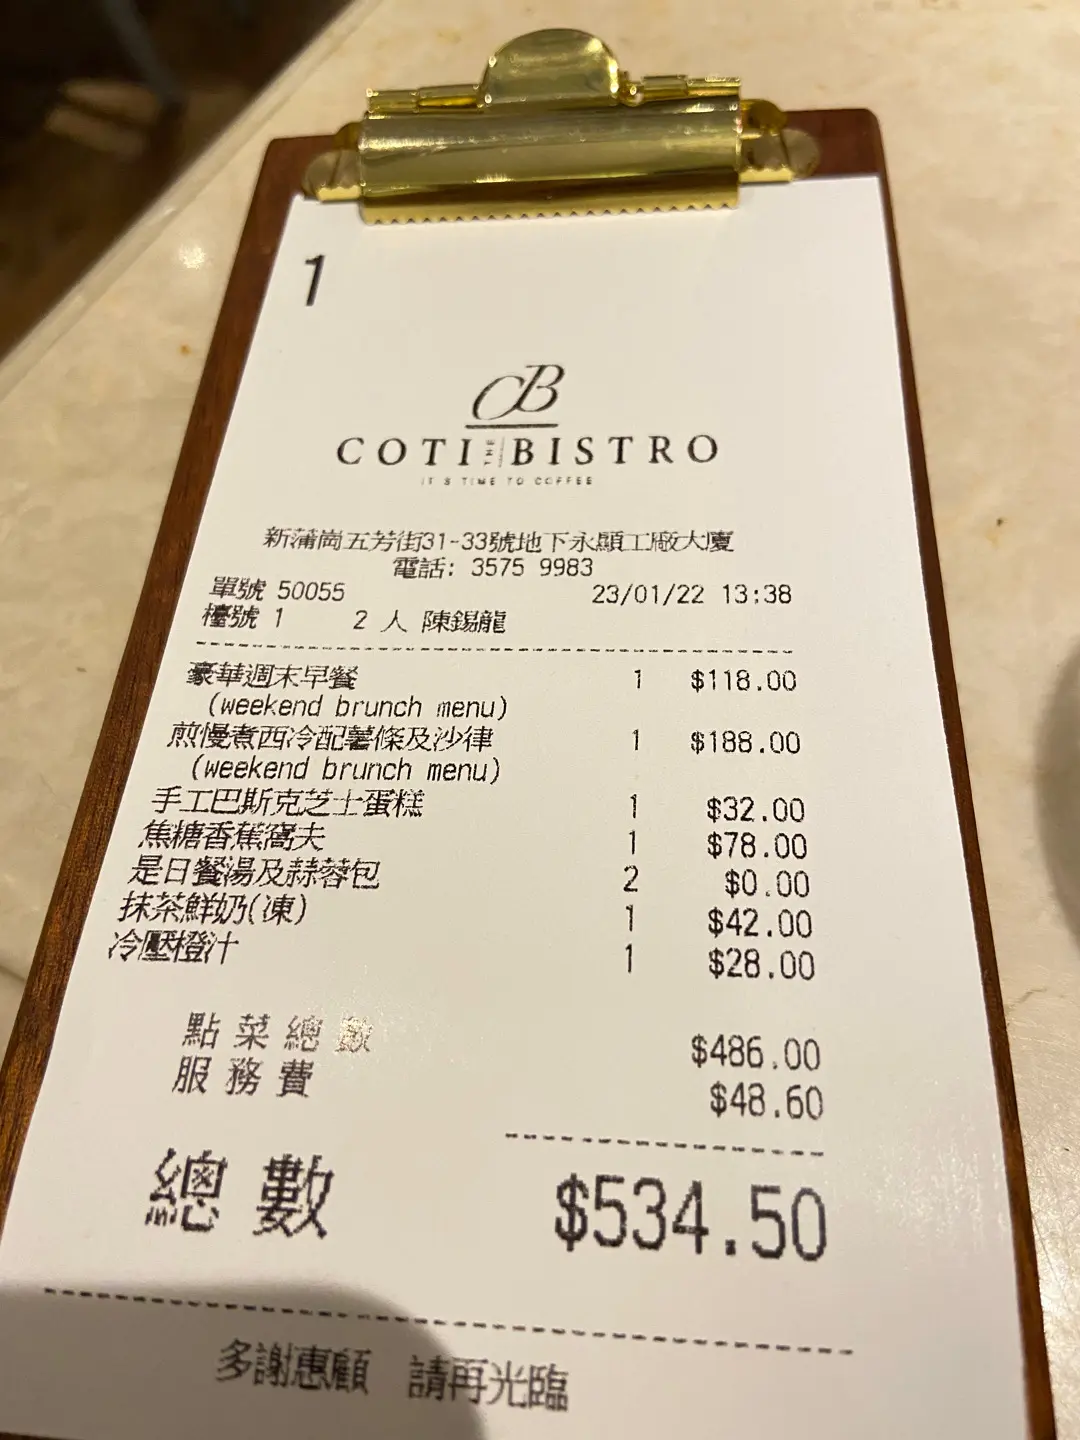 1
CB
COTI THE BISTRO
IT'S TIME TO COFFEE
新蒲崗五芳街31-33號地下永顯工廠大廈
電話: 3575 9983
單號 50055 23/01/22 13:38
檯號 1 2 人 陳錫龍
豪華週末早餐 1 $118.00
(weekend brunch menu)
煎慢煮西冷配薯條及沙律 1 $188.00
(weekend brunch menu)
手工巴斯克芝士蛋糕 1 $32.00
焦糖香蕉窩夫 1 $78.00
是日餐湯及蒜蓉包 2 $0.00
抹茶鮮奶(凍) 1 $42.00
冷壓橙汁 1 $28.00
點菜總數 $486.00
服務費 $48.60
總數 $534.50
多謝惠顧 請再光臨